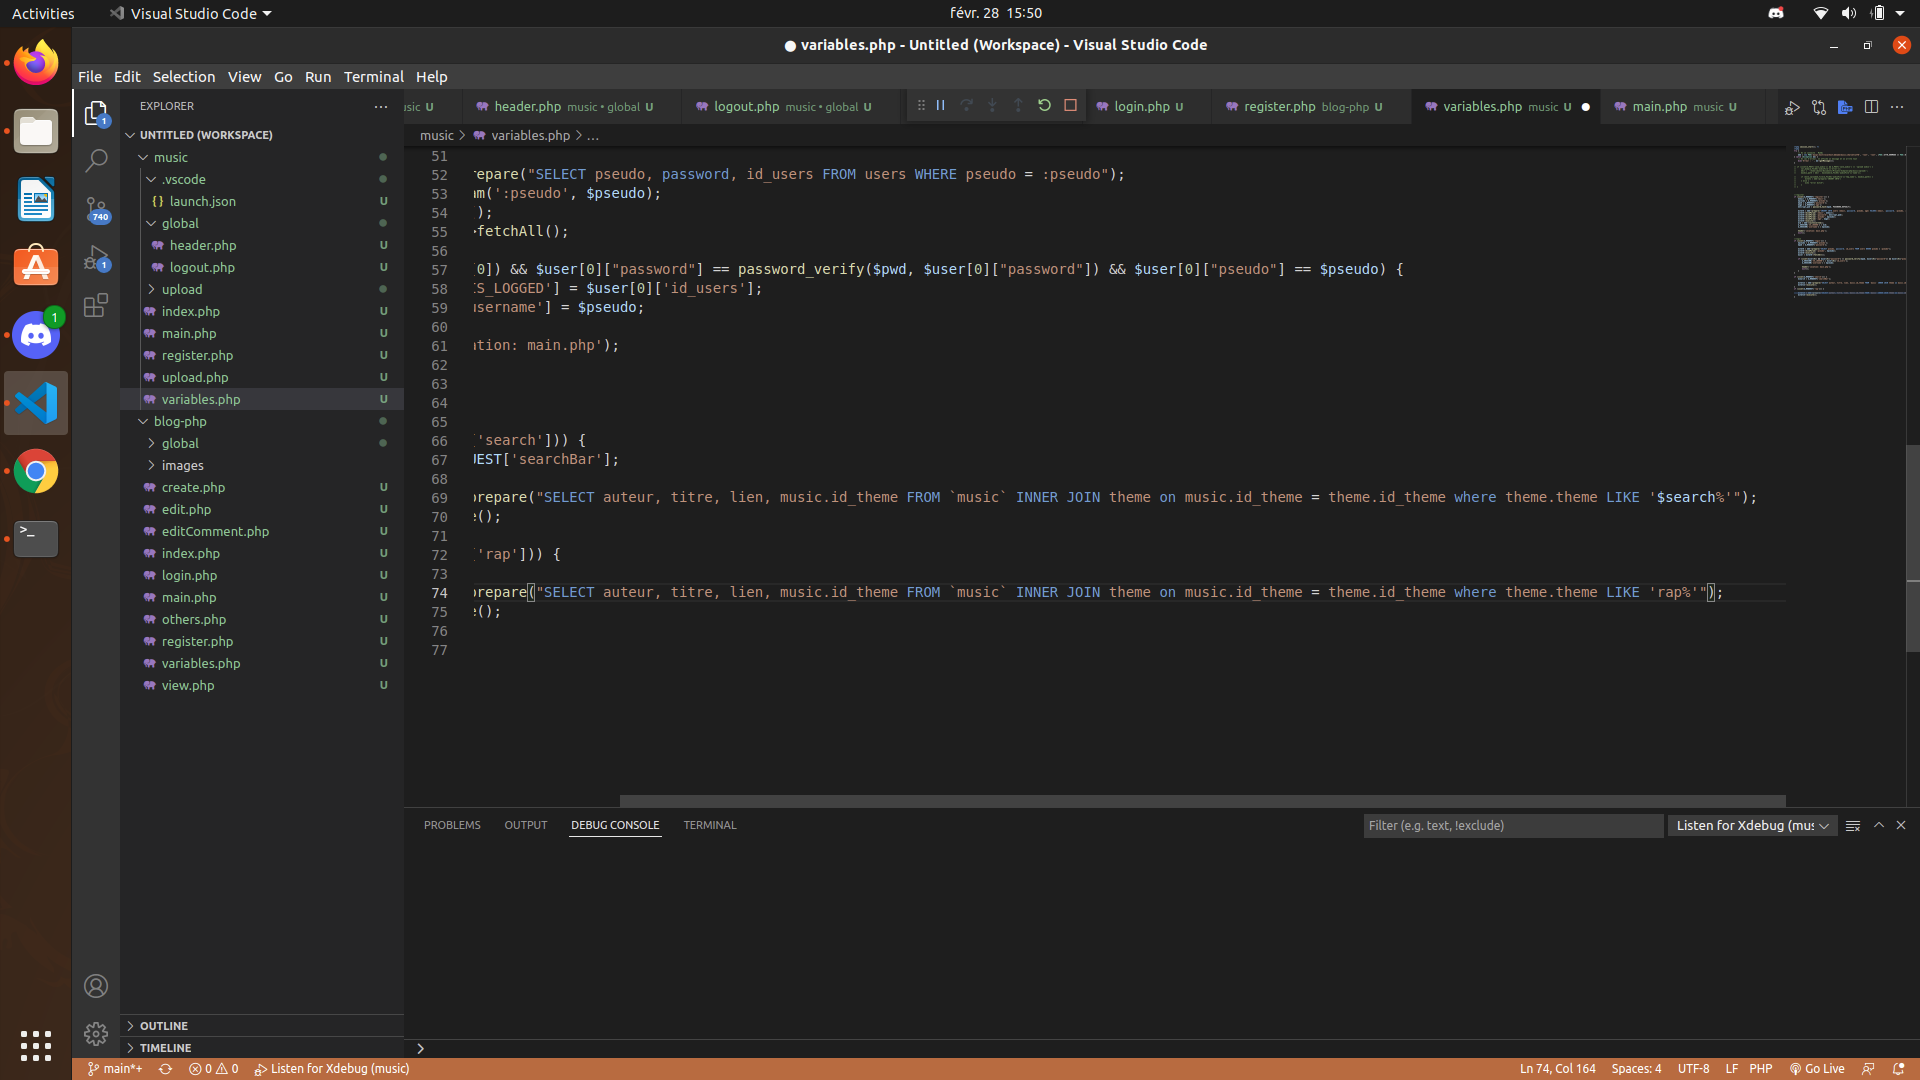 Activities
Visual Studio Code
févr. 28 15:50
variables.php - Untitled (Workspace) - Visual Studio Code
File Edit Selection View Go Run Terminal Help
EXPLORER
UNTITLED (WORKSPACE)
music
.vscode
launch.json U
global
header.php U
logout.php U
upload
index.php U
main.php U
register.php U
upload.php U
variables.php U
blog-php
global
images
create.php U
edit.php U
editComment.php U
index.php U
login.php U
main.php U
others.php U
register.php U
variables.php U
view.php U
OUTLINE
TIMELINE
1
740
1
1
usic U
header.php music • global U
logout.php music • global U
login.php U
register.php blog-php U
variables.php music U
main.php music U
music > variables.php > ...
51
52 repare("SELECT pseudo, password, id_users FROM users WHERE pseudo = :pseudo");
53 am(':pseudo', $pseudo);
54 );
55 fetchAll();
56
57 [0]) && $user[0]["password"] == password_verify($pwd, $user[0]["password"]) && $user[0]["pseudo"] == $pseudo) {
58 IS_LOGGED'] = $user[0]['id_users'];
59 username'] = $pseudo;
60
61 ation: main.php');
62
63
64
65
66 ['search'])) {
67 UEST['searchBar'];
68
69 prepare("SELECT auteur, titre, lien, music.id_theme FROM `music` INNER JOIN theme on music.id_theme = theme.id_theme where theme.theme LIKE '$search%'");
70 e();
71
72 ['rap'])) {
73
74 prepare("SELECT auteur, titre, lien, music.id_theme FROM `music` INNER JOIN theme on music.id_theme = theme.id_theme where theme.theme LIKE 'rap%'");
75 e();
76
77
PROBLEMS OUTPUT DEBUG CONSOLE TERMINAL
Filter (e.g. text, !exclude)
Listen for Xdebug (mus
main*+ 0 0 Listen for Xdebug (music)
Ln 74, Col 164 Spaces: 4 UTF-8 LF PHP Go Live